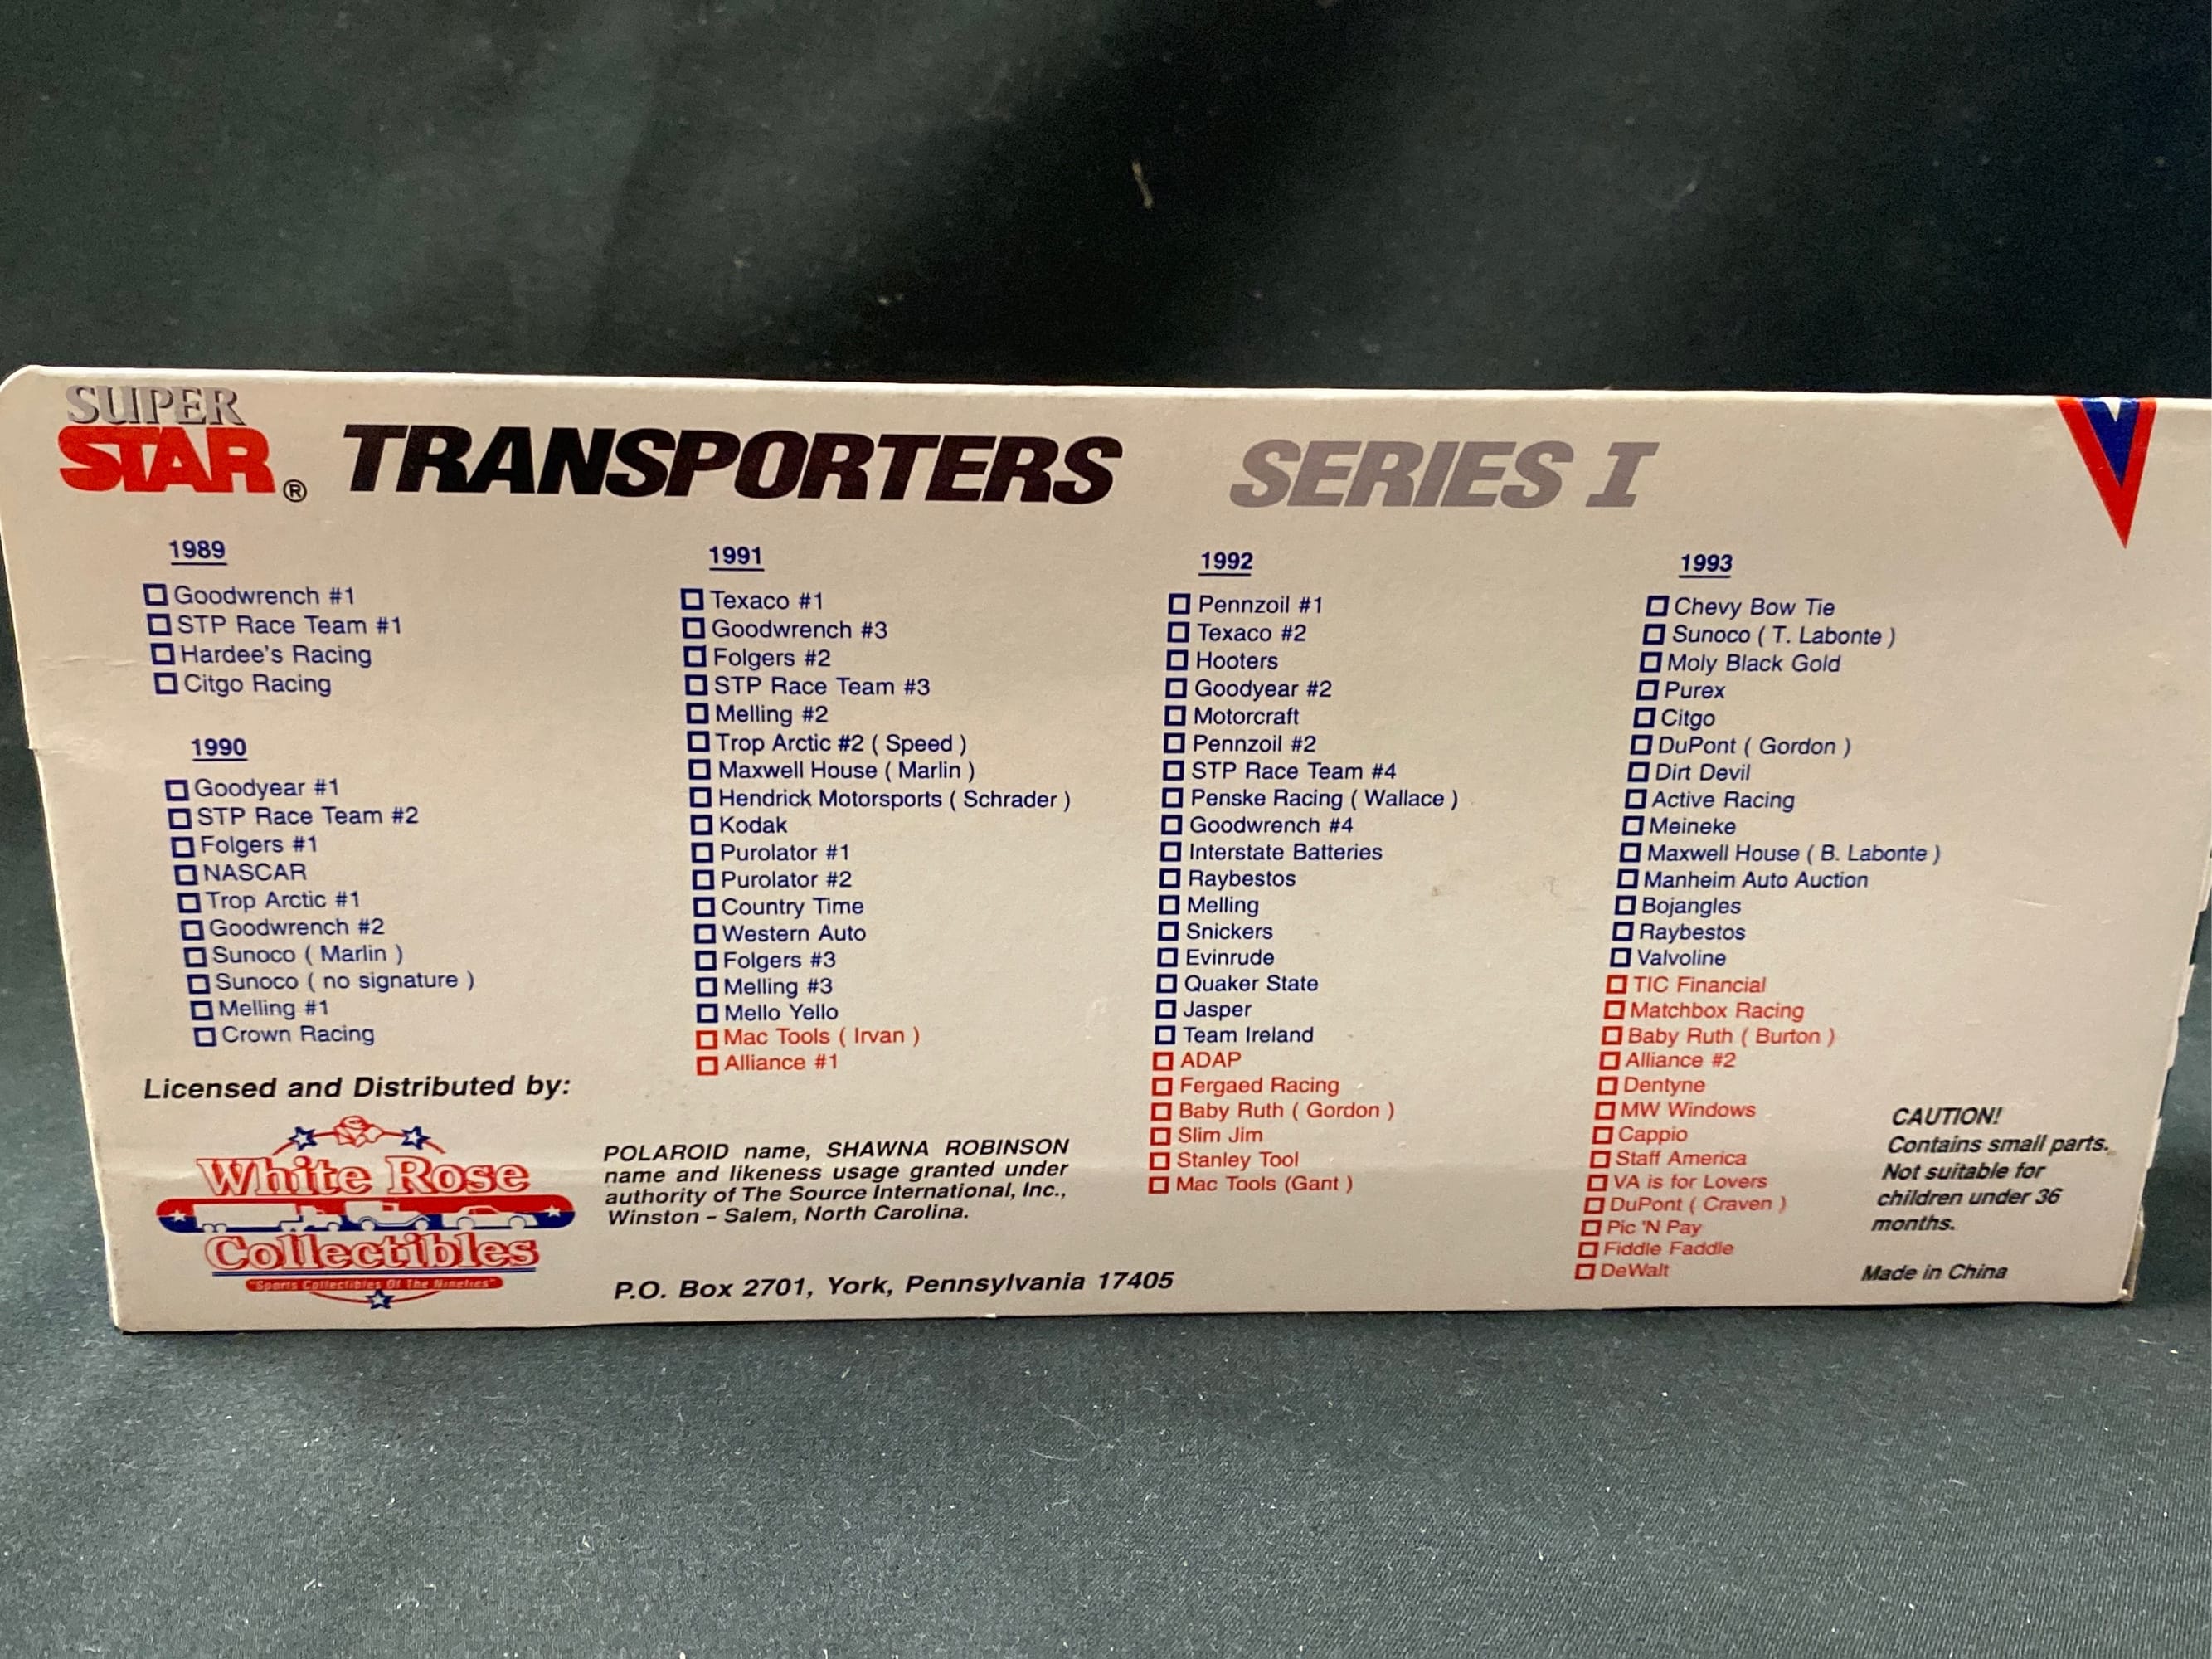 SUPER
STAR® TRANSPORTERS SERIES I
1989
Goodwrench #1
STP Race Team #1
Hardee's Racing
Citgo Racing
1990
Goodyear #1
STP Race Team #2
Folgers #1
NASCAR
Trop Arctic #1
Goodwrench #2
Sunoco ( Marlin )
Sunoco ( no signature )
Melling #1
Crown Racing
1991
Texaco #1
Goodwrench #3
Folgers #2
STP Race Team #3
Melling #2
Trop Arctic #2 ( Speed )
Maxwell House ( Marlin )
Hendrick Motorsports ( Schrader )
Kodak
Purolator #1
Purolator #2
Country Time
Western Auto
Folgers #3
Melling #3
Mello Yello
Mac Tools ( Irvan )
Alliance #1
1992
Pennzoil #1
Texaco #2
Hooters
Goodyear #2
Motorcraft
Pennzoil #2
STP Race Team #4
Penske Racing ( Wallace )
Goodwrench #4
Interstate Batteries
Raybestos
Melling
Snickers
Evinrude
Quaker State
Jasper
Team Ireland
ADAP
Fergaed Racing
Baby Ruth ( Gordon )
Slim Jim
Stanley Tool
Mac Tools (Gant )
1993
Chevy Bow Tie
Sunoco ( T. Labonte )
Moly Black Gold
Purex
Citgo
DuPont ( Gordon )
Dirt Devil
Active Racing
Meineke
Maxwell House ( B. Labonte )
Manheim Auto Auction
Bojangles
Raybestos
Valvoline
TIC Financial
Matchbox Racing
Baby Ruth ( Burton )
Alliance #2
Dentyne
MW Windows
Cappio
Staff America
VA is for Lovers
DuPont ( Craven )
Pic 'N Pay
Fiddle Faddle
DeWalt
Licensed and Distributed by:
White Rose
Collectibles
"Sports Collectibles Of The Nineties"
POLAROID name, SHAWNA ROBINSON
name and likeness usage granted under
authority of The Source International, Inc.,
Winston – Salem, North Carolina.
P.O. Box 2701, York, Pennsylvania 17405
CAUTION!
Contains small parts.
Not suitable for
children under 36
months.
Made in China